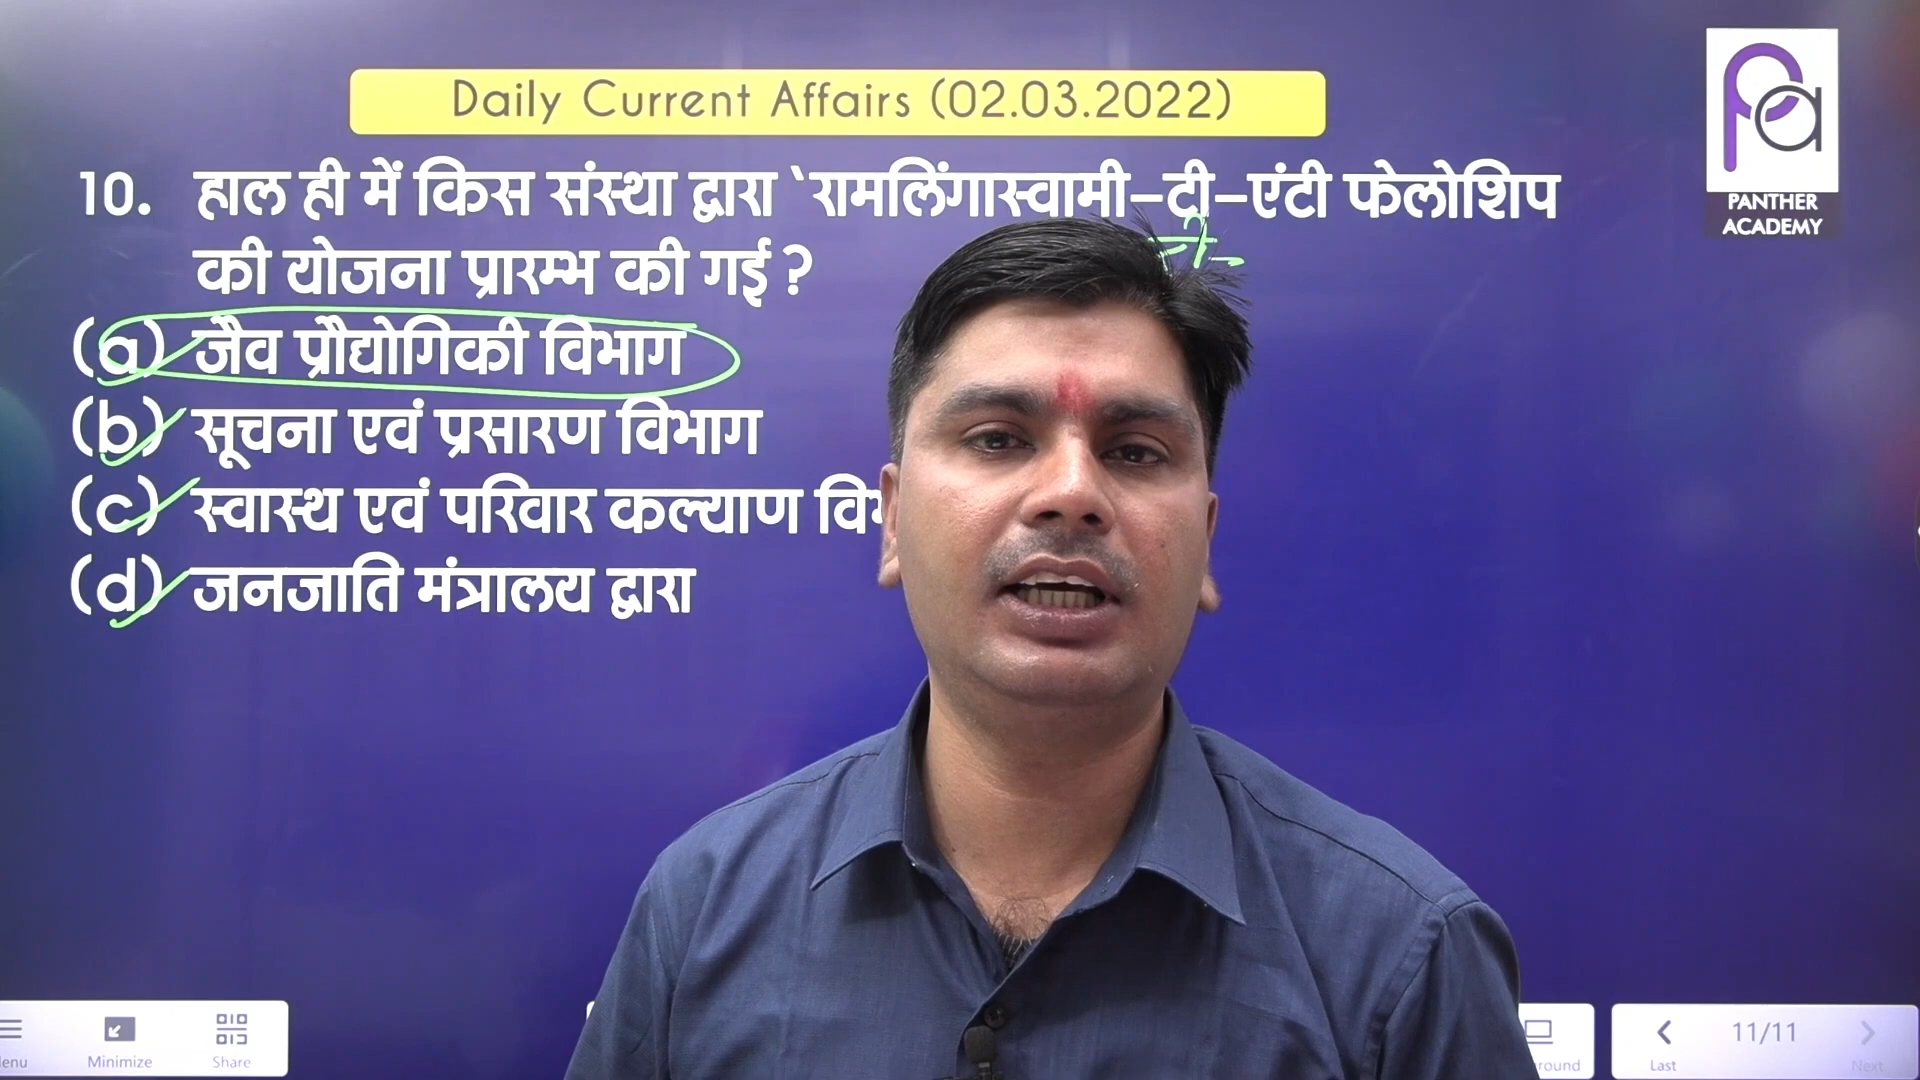 Daily Current Affairs (02.03.2022)
PANTHER
ACADEMY
10. हाल ही में किस संस्था द्वारा `रामलिंगास्वामी-टी-एंटी फेलोशिप
की योजना प्रारम्भ की गई ?
(a) जैव प्रौद्योगिकी विभाग
(b) सूचना एवं प्रसारण विभाग
(c) स्वास्थ एवं परिवार कल्याण
(d) जनजाति मंत्रालय द्वारा
Minimize Share
Last 11/11 Next